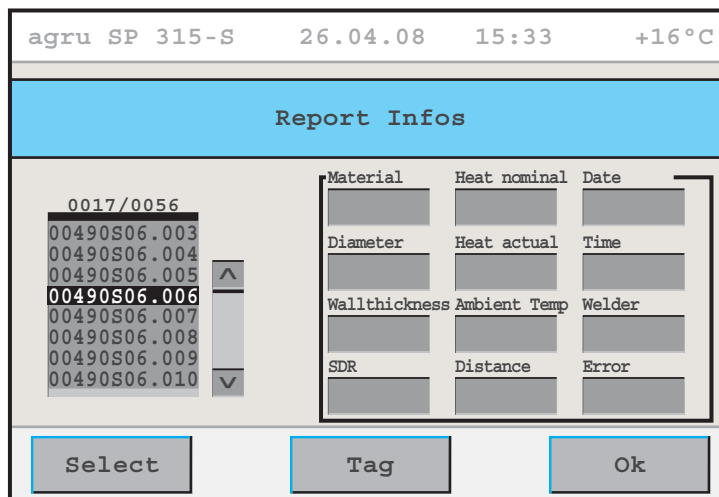 agru SP 315-S 26.04.08 15:33 +16°C
Report Infos
0017/0056
00490S06.003
00490S06.004
00490S06.005
00490S06.006
00490S06.007
00490S06.008
00490S06.009
00490S06.010
Material Heat nominal Date
Diameter Heat actual Time
Wallthickness Ambient Temp Welder
SDR Distance Error
Select Tag Ok